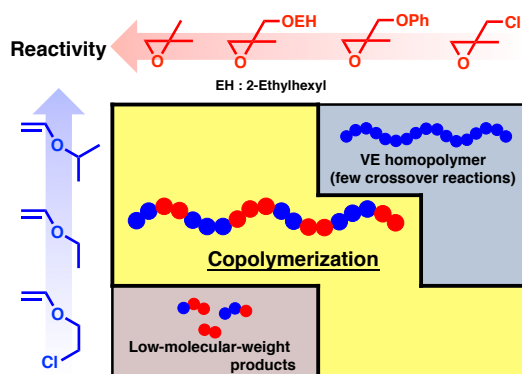 Reactivity
OEH
OPh
Cl
O
O
O
O
EH : 2-Ethylhexyl
O
O
O
Cl
VE homopolymer
(few crossover reactions)
Copolymerization
Low-molecular-weight
products